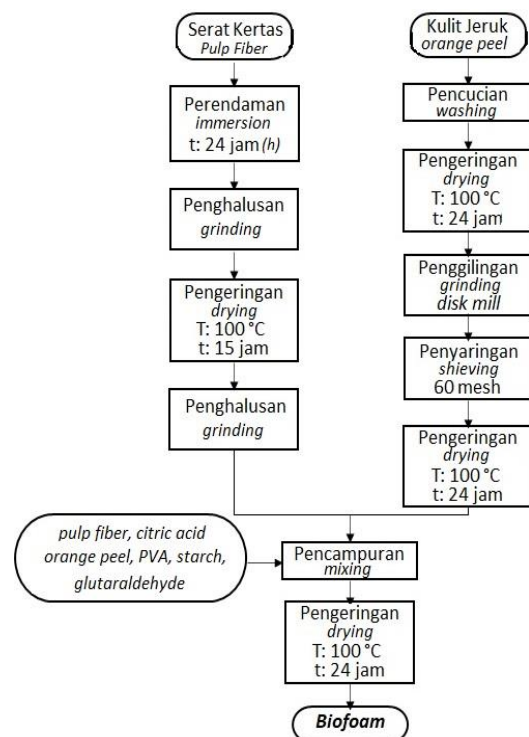 Serat Kertas
Pulp Fiber
Perendaman
immersion
t: 24 jam (h)
Penghalusan
grinding
Pengeringan
drying
T: 100 °C
t: 15 jam
Penghalusan
grinding
Kulit Jeruk
orange peel
Pencucian
washing
Pengeringan
drying
T: 100 °C
t: 24 jam
Penggilingan
grinding
disk mill
Penyaringan
shieving
60 mesh
Pengeringan
drying
T: 100 °C
t: 24 jam
pulp fiber, citric acid
orange peel, PVA, starch,
glutaraldehyde
Pencampuran
mixing
Pengeringan
drying
T: 100 °C
t: 24 jam
Biofoam